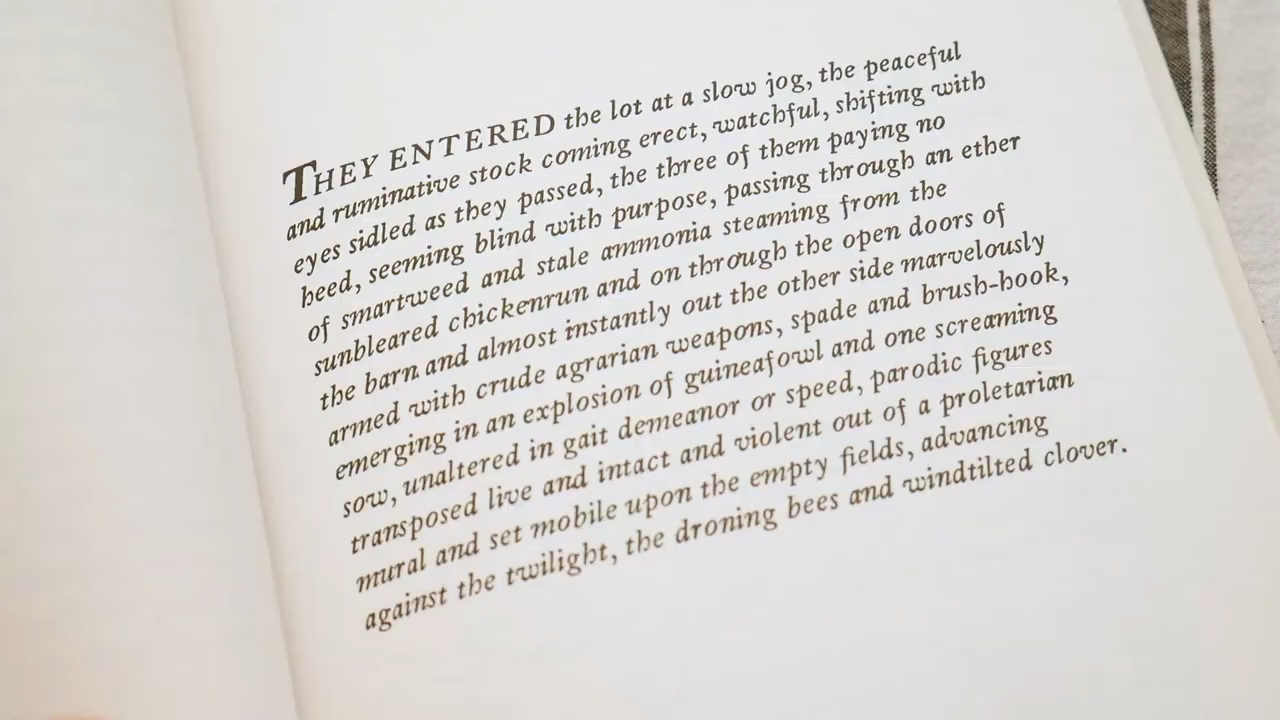 THEY ENTERED the lot at a slow jog, the peaceful
and ruminative stock coming erect, watchful, shifting with
eyes sidled as they passed, the three of them paying no
heed, seeming blind with purpose, passing through an ether
of smartweed and stale ammonia steaming from the
sunbleared chickenrun and on through the open doors of
the barn and almost instantly out the other side marvelously
armed with crude agrarian weapons, spade and brush-hook,
emerging in an explosion of guineafowl and one screaming
sow, unaltered in gait demeanor or speed, parodic figures
transposed live and intact and violent out of a proletarian
mural and set mobile upon the empty fields, advancing
against the twilight, the droning bees and windtilted clover.